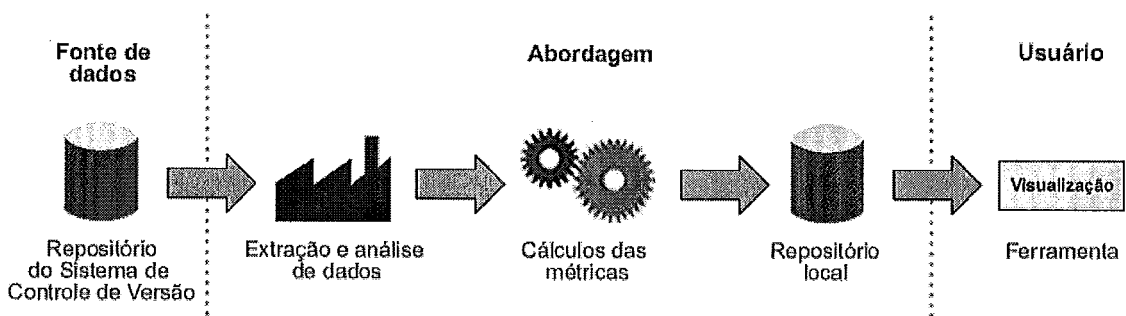 Fonte de
dados
Abordagem
Usuário
Repositório
do Sistema de
Controle de Versão
Extração e análise
de dados
Cálculos das
métricas
Repositório
local
Visualização
Ferramenta